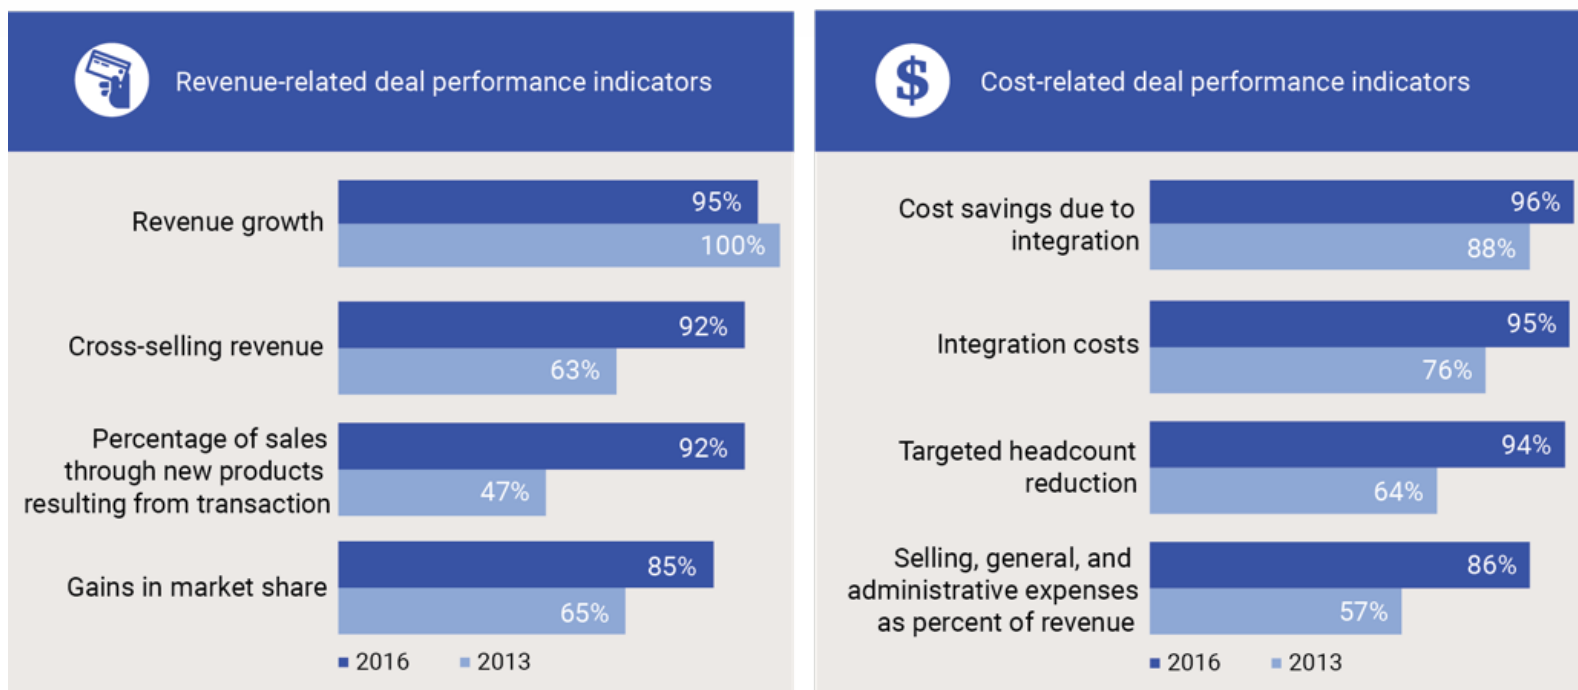 $
Revenue-related deal performance indicators
Revenue growth
95%
100%
Cross-selling revenue
92%
63%
Percentage of sales
through new products
resulting from transaction
92%
47%
Gains in market share
85%
65%
2016 2013
Cost-related deal performance indicators
Cost savings due to
integration
96%
88%
Integration costs
95%
76%
Targeted headcount
reduction
94%
64%
Selling, general, and
administrative expenses
as percent of revenue
86%
57%
2016 2013